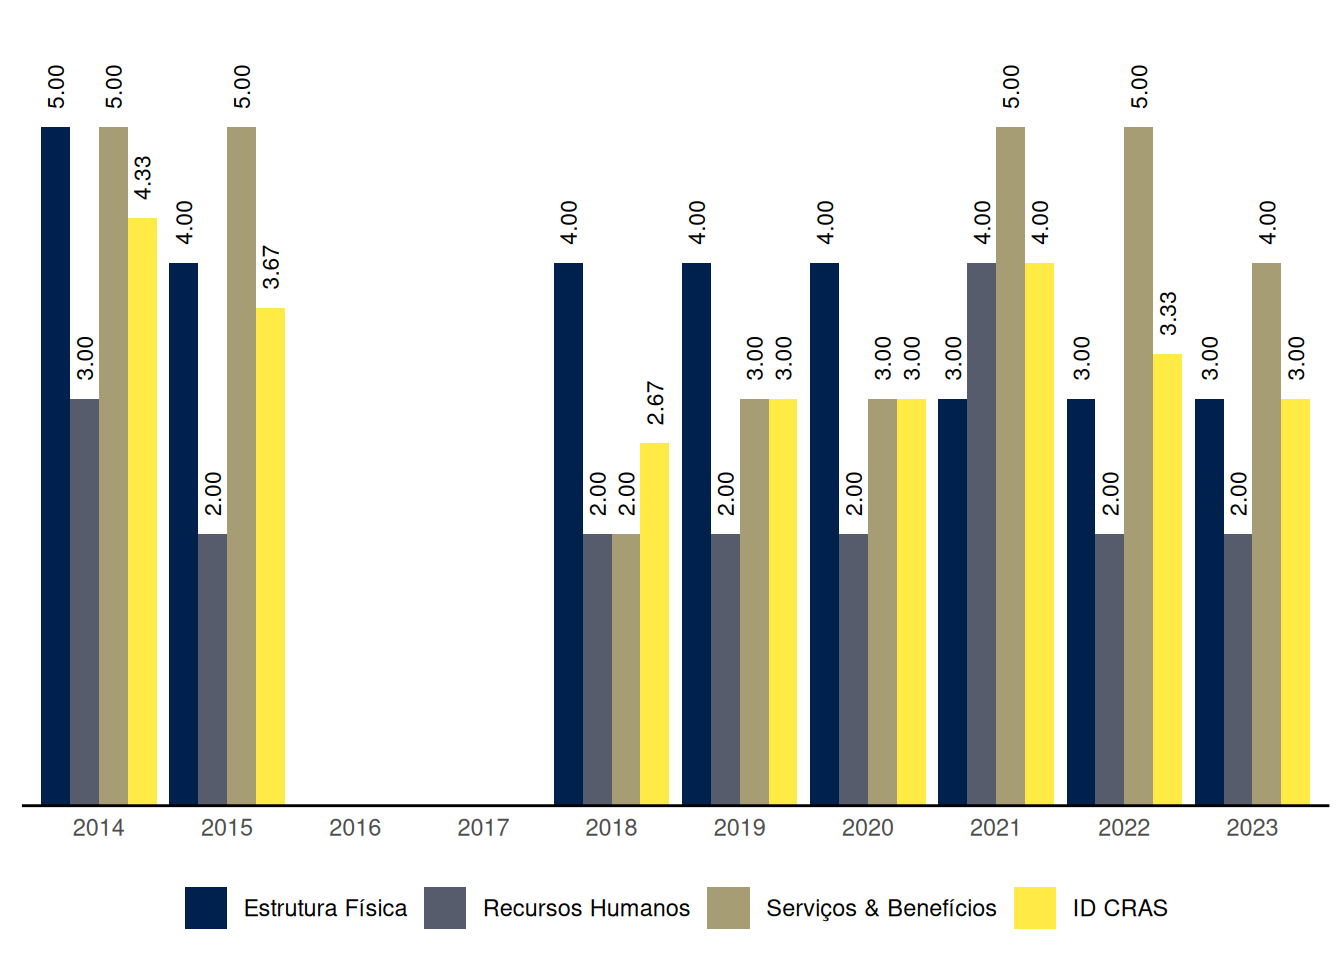 5.00 5.00 5.00 5.00 5.00
4.33
4.00 4.00 4.00 4.00 4.00 4.00 4.00
3.67
3.33
3.00 3.00 3.00 3.00 3.00 3.00 3.00 3.00 3.00
2.67
2.00 2.00 2.00 2.00 2.00 2.00 2.00
2014 2015 2016 2017 2018 2019 2020 2021 2022 2023
Estrutura Física Recursos Humanos Serviços & Benefícios ID CRAS